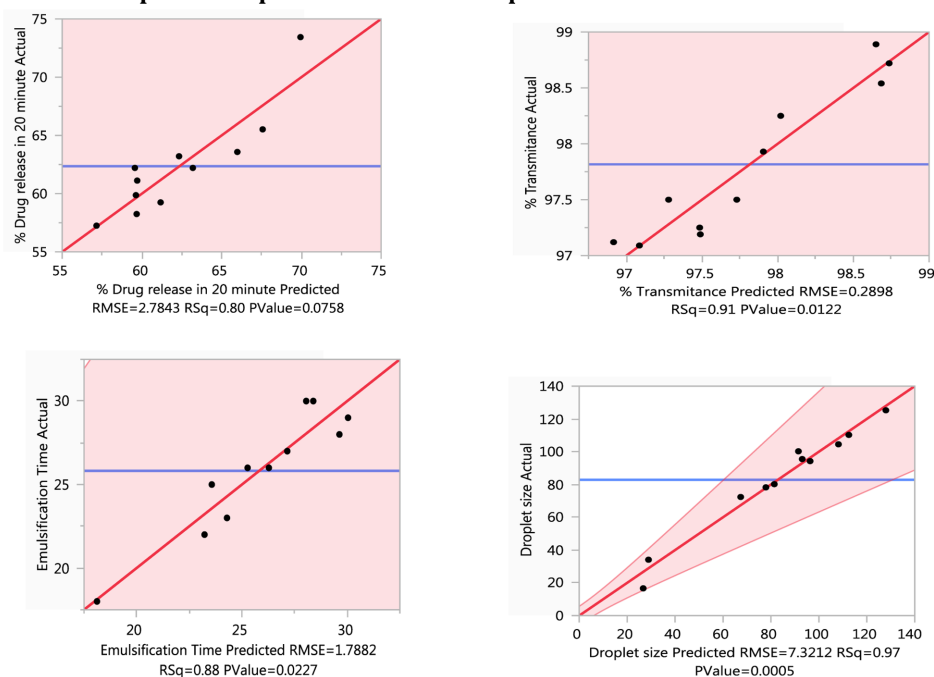 75
70
65
60
55
% Drug release in 20 minute Actual
55 60 65 70 75
% Drug release in 20 minute Predicted
RMSE=2.7843 RSq=0.80 PValue=0.0758
99
98.5
98
97.5
97
% Transmitance Actual
97 97.5 98 98.5 99
% Transmitance Predicted RMSE=0.2898
RSq=0.91 PValue=0.0122
30
25
20
Emulsification Time Actual
20 25 30
Emulsification Time Predicted RMSE=1.7882
RSq=0.88 PValue=0.0227
140
120
100
80
60
40
20
0
Droplet size Actual
0 20 40 60 80 100 120 140
Droplet size Predicted RMSE=7.3212 RSq=0.97
PValue=0.0005